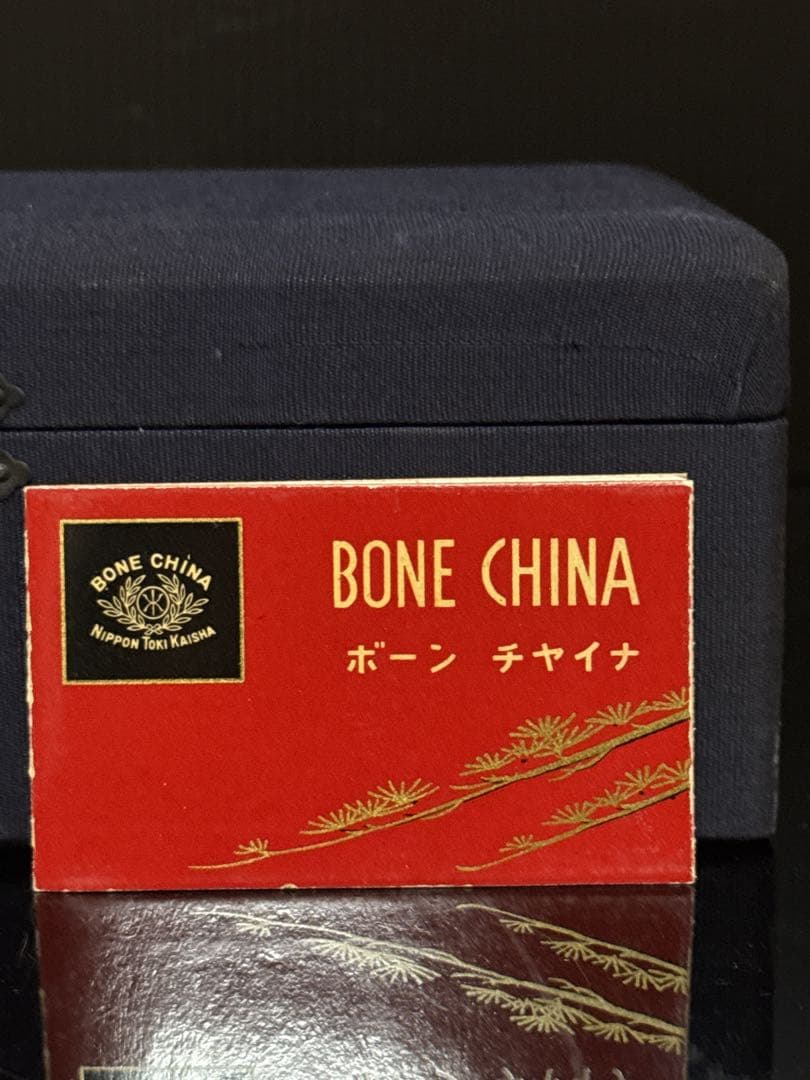 BONE CHINA
NIPPON TOKI KAISHA
BONE CHINA
ボーン チヤイナ